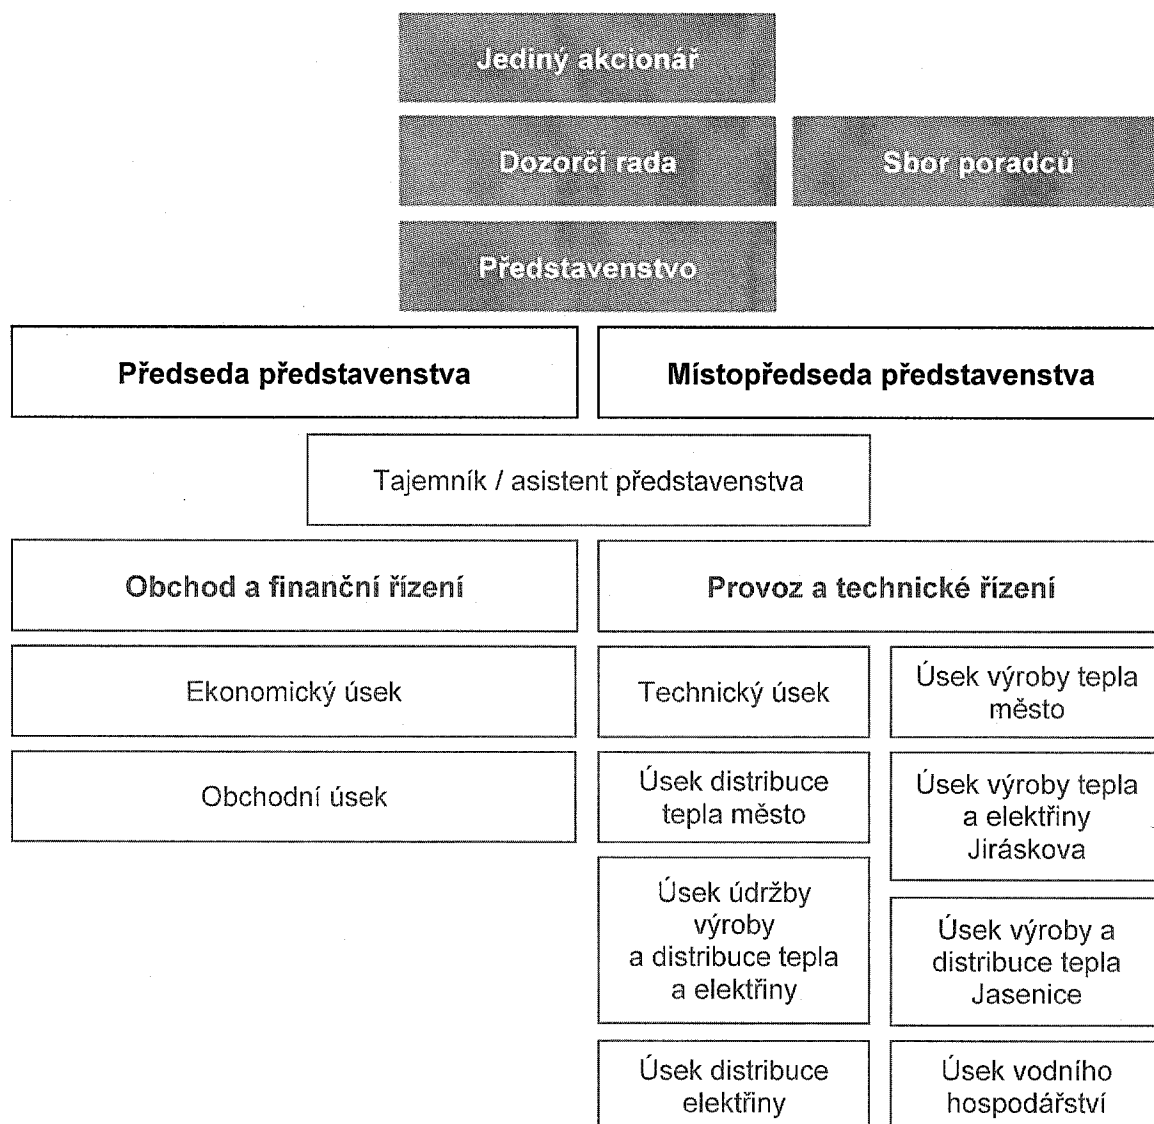 Jediný akcionář
Dozorčí rada
Sbor poradců
Představenstvo
Předseda představenstva
Místopředseda představenstva
Tajemník / asistent představenstva
Obchod a finanční řízení
Provoz a technické řízení
Ekonomický úsek
Technický úsek
Úsek výroby tepla
město
Obchodní úsek
Úsek distribuce
tepla město
Úsek výroby tepla
a elektřiny
Jiráskova
Úsek údržby
výroby
a distribuce tepla
a elektřiny
Úsek výroby a
distribuce tepla
Jasenice
Úsek distribuce
elektřiny
Úsek vodního
hospodářství